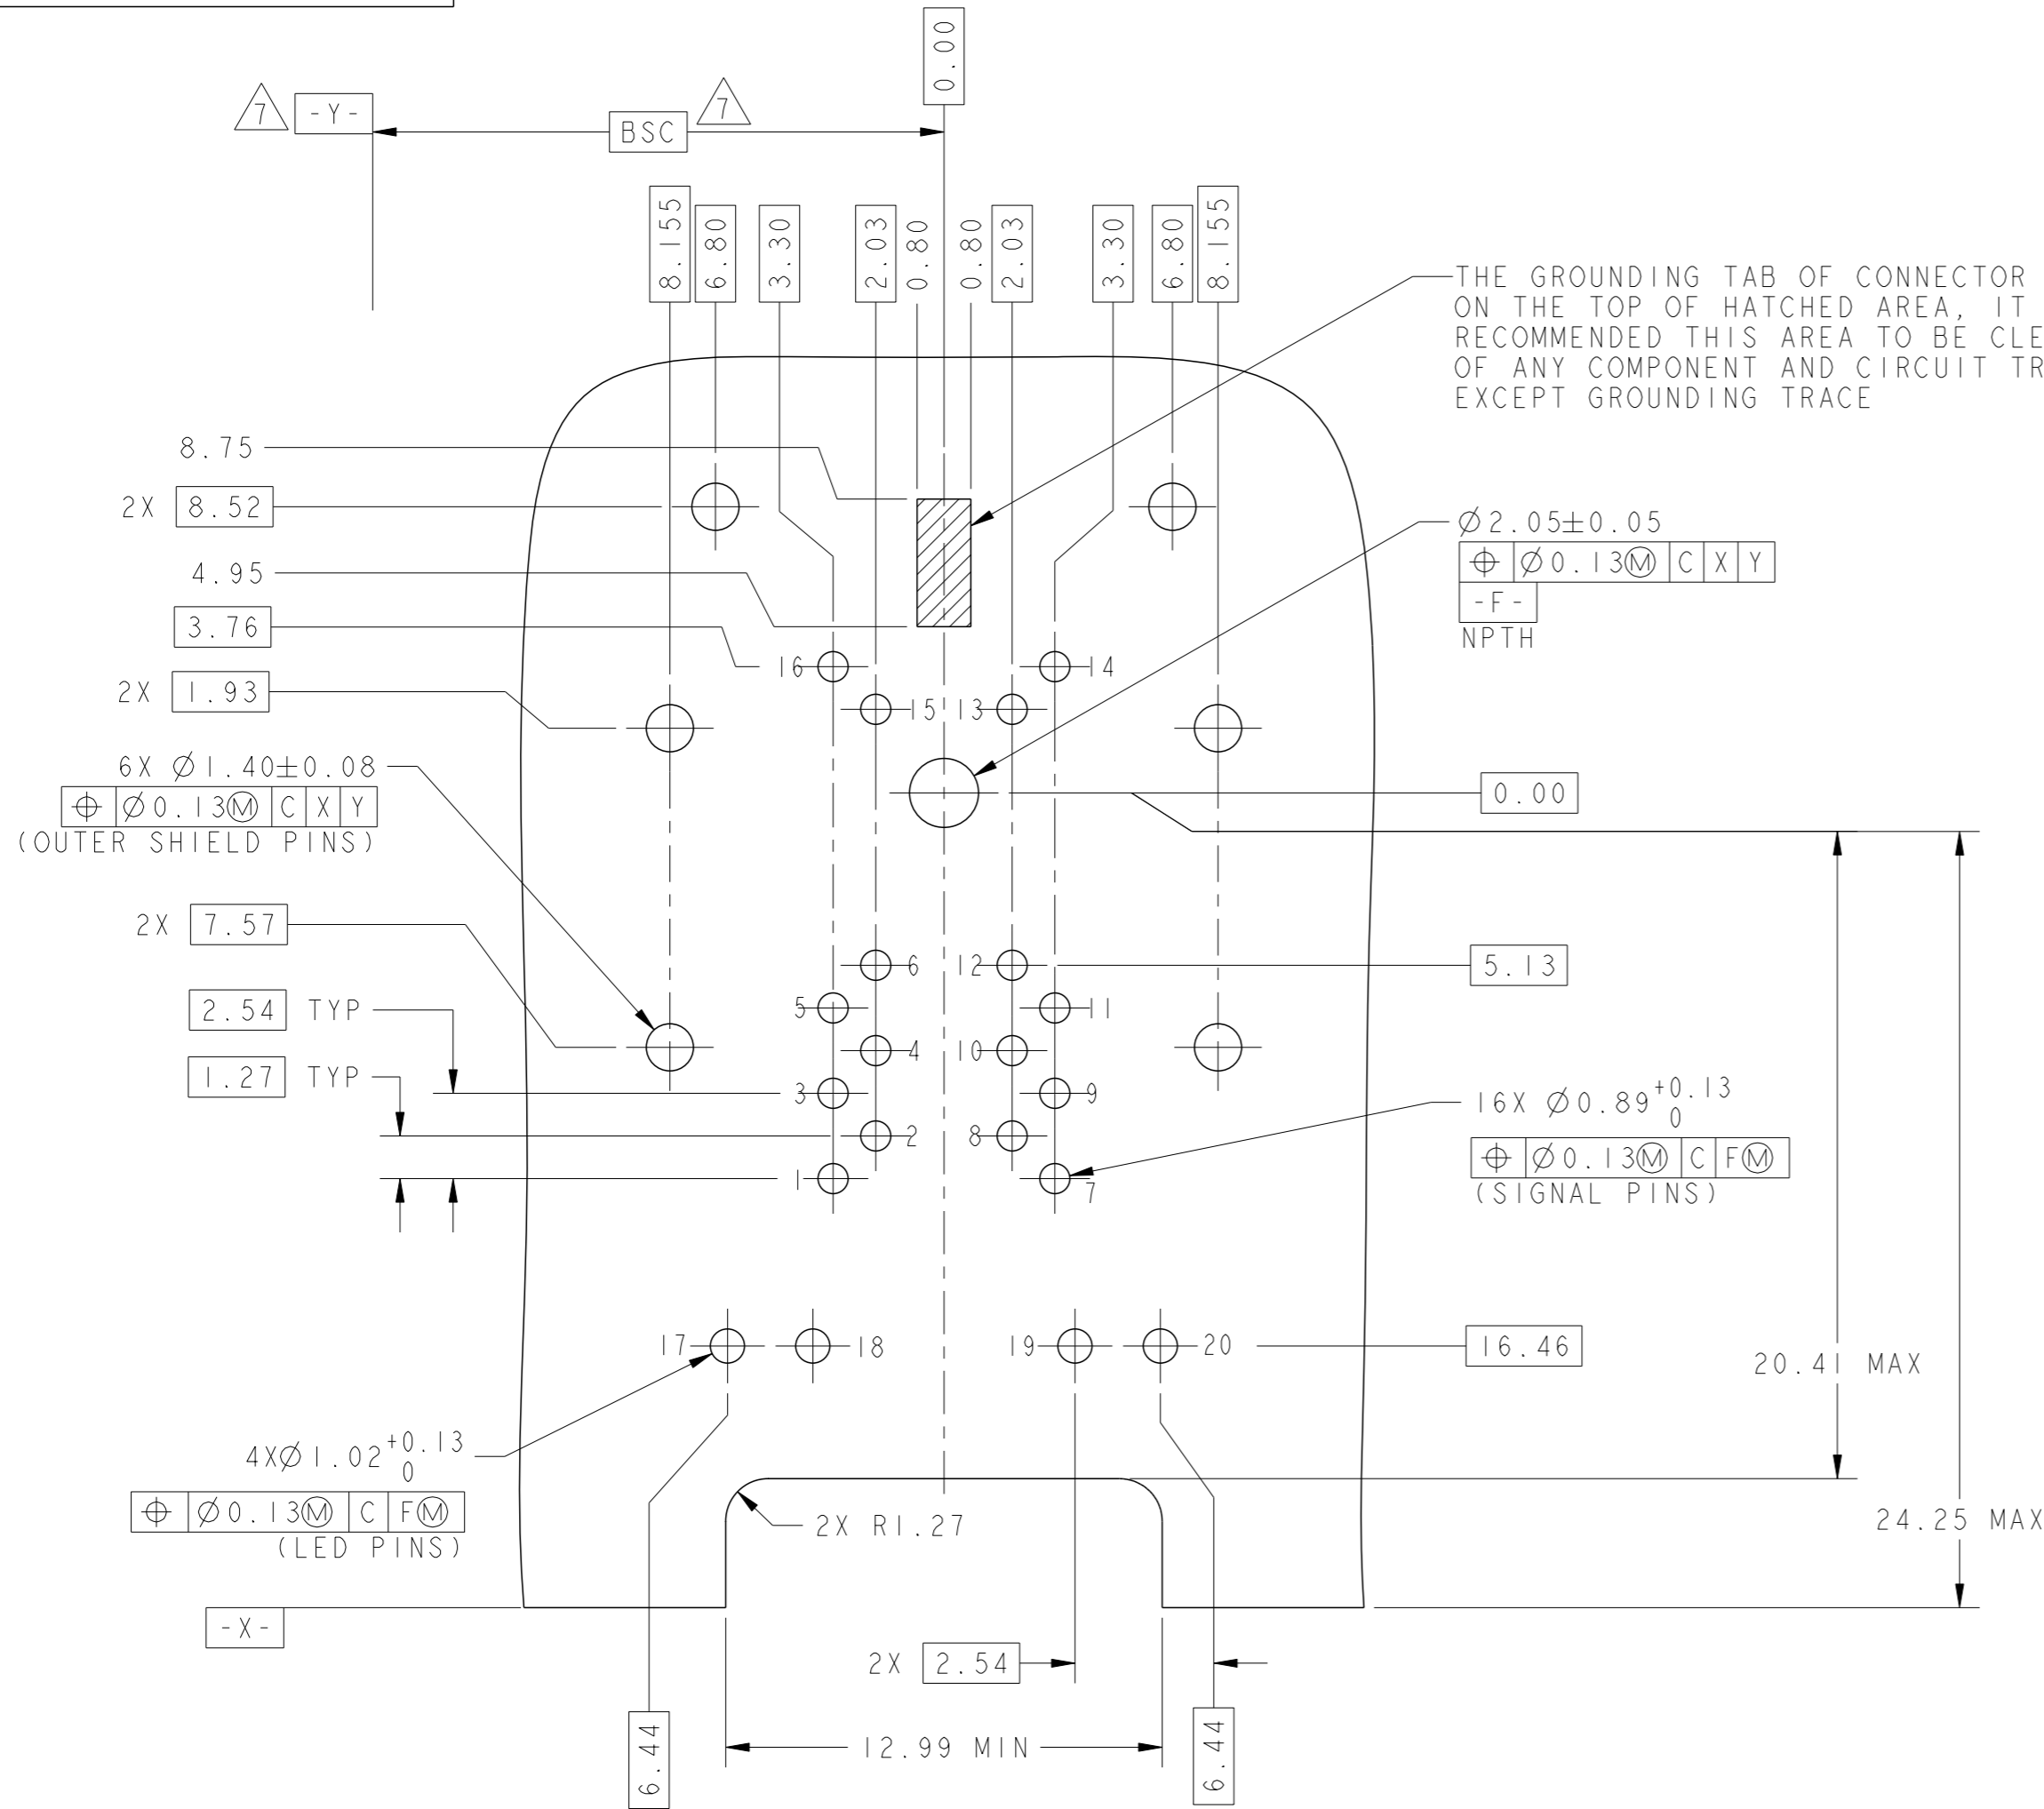 0.00
7 -Y-
BSC 7
8.155 6.80 3.30 2.03 0.80 0.80 2.03 3.30 6.80 8.155
THE GROUNDING TAB OF CONNECTOR
ON THE TOP OF HATCHED AREA, IT
RECOMMENDED THIS AREA TO BE CLE
OF ANY COMPONENT AND CIRCUIT TR
EXCEPT GROUNDING TRACE
8.75
2X 8.52
4.95
3.76
2X 1.93
Ø2.05±0.05
⌖ Ø0.13Ⓜ C X Y
-F-
NPTH
16 14
15 13
6X Ø1.40±0.08
⌖ Ø0.13Ⓜ C X Y
(OUTER SHIELD PINS)
0.00
2X 7.57
6 12 5.13
2.54 TYP
5 11
1.27 TYP
4 10
3 9
2 8
1 7
16X Ø0.89 +0.13
0
⌖ Ø0.13Ⓜ C FⓂ
(SIGNAL PINS)
17 18 19 20 16.46
20.41 MAX
4XØ1.02 +0.13
0
⌖ Ø0.13Ⓜ C FⓂ
(LED PINS)
2X R1.27
24.25 MAX
-X-
2X 2.54
6.44 12.99 MIN 6.44